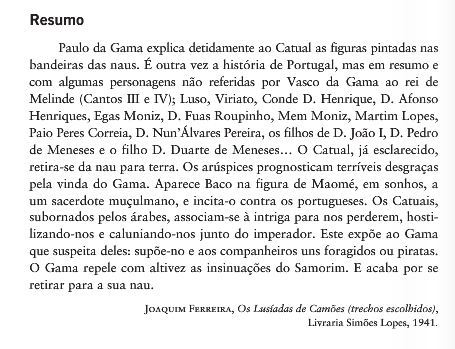 Resumo
Paulo da Gama explica detidamente ao Catual as figuras pintadas nas
bandeiras das naus. É outra vez a história de Portugal, mas em resumo e
com algumas personagens não referidas por Vasco da Gama ao rei de
Melinde (Cantos III e IV); Luso, Viriato, Conde D. Henrique, D. Afonso
Henriques, Egas Moniz, D. Fuas Roupinho, Mem Moniz, Martim Lopes,
Paio Peres Correia, D. Nun'Álvares Pereira, os filhos de D. João I, D. Pedro
de Meneses e o filho D. Duarte de Meneses... O Catual, já esclarecido,
retira-se da nau para terra. Os arúspices prognosticam terríveis desgraças
pela vinda do Gama. Aparece Baco na figura de Maomé, em sonhos, a
um sacerdote muçulmano, e incita-o contra os portugueses. Os Catuais,
subornados pelos árabes, associam-se à intriga para nos perderem, hosti-
lizando-nos e caluniando-nos junto do imperador. Este expõe ao Gama
que suspeita deles: supõe-no e aos companheiros uns foragidos ou piratas.
O Gama repele com altivez as insinuações do Samorim. E acaba por se
retirar para a sua nau.
JOAQUIM FERREIRA, Os Lusíadas de Camões (trechos escolhidos),
Livraria Simões Lopes, 1941.